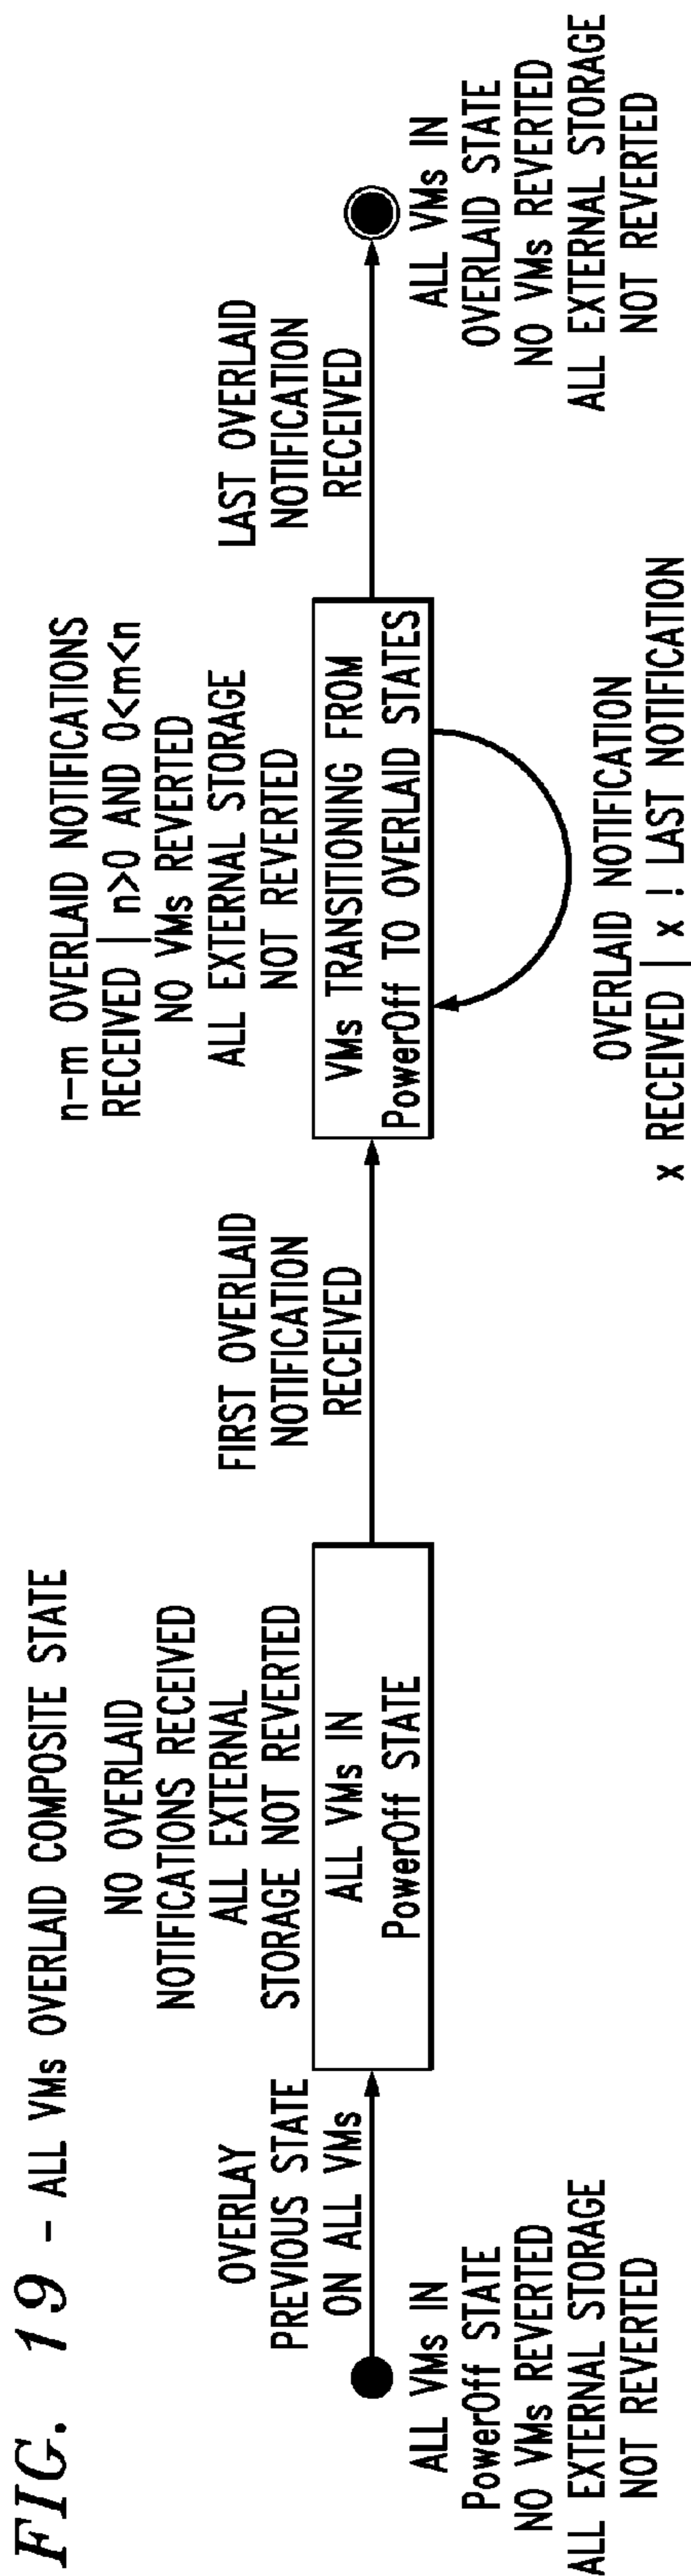 FIG. 19 - ALL VMs OVERLAID COMPOSITE STATE
ALL VMs IN
PowerOff STATE
NO VMs REVERTED
ALL EXTERNAL STORAGE
NOT REVERTED
OVERLAY
PREVIOUS STATE
ON ALL VMs
NO OVERLAID
NOTIFICATIONS RECEIVED
ALL EXTERNAL
STORAGE NOT REVERTED
ALL VMs IN
PowerOff STATE
FIRST OVERLAID
NOTIFICATION
RECEIVED
n-m OVERLAID NOTIFICATIONS
RECEIVED | n>0 AND 0<m<n
NO VMs REVERTED
ALL EXTERNAL STORAGE
NOT REVERTED
VMs TRANSITIONING FROM
PowerOff TO OVERLAID STATES
OVERLAID NOTIFICATION
x RECEIVED | x ! LAST NOTIFICATION
LAST OVERLAID
NOTIFICATION
RECEIVED
ALL VMs IN
OVERLAID STATE
NO VMs REVERTED
ALL EXTERNAL STORAGE
NOT REVERTED